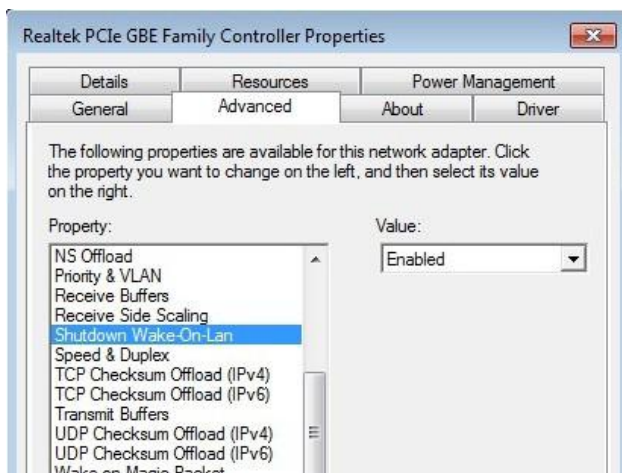 Realtek PCIe GBE Family Controller Properties
Details Resources Power Management
General Advanced About Driver
The following properties are available for this network adapter. Click
the property you want to change on the left, and then select its value
on the right.
Property: Value:
NS Offload Enabled
Priority & VLAN
Receive Buffers
Receive Side Scaling
Shutdown Wake-On-Lan
Speed & Duplex
TCP Checksum Offload (IPv4)
TCP Checksum Offload (IPv6)
Transmit Buffers
UDP Checksum Offload (IPv4)
UDP Checksum Offload (IPv6)
Wake on Magic Packet